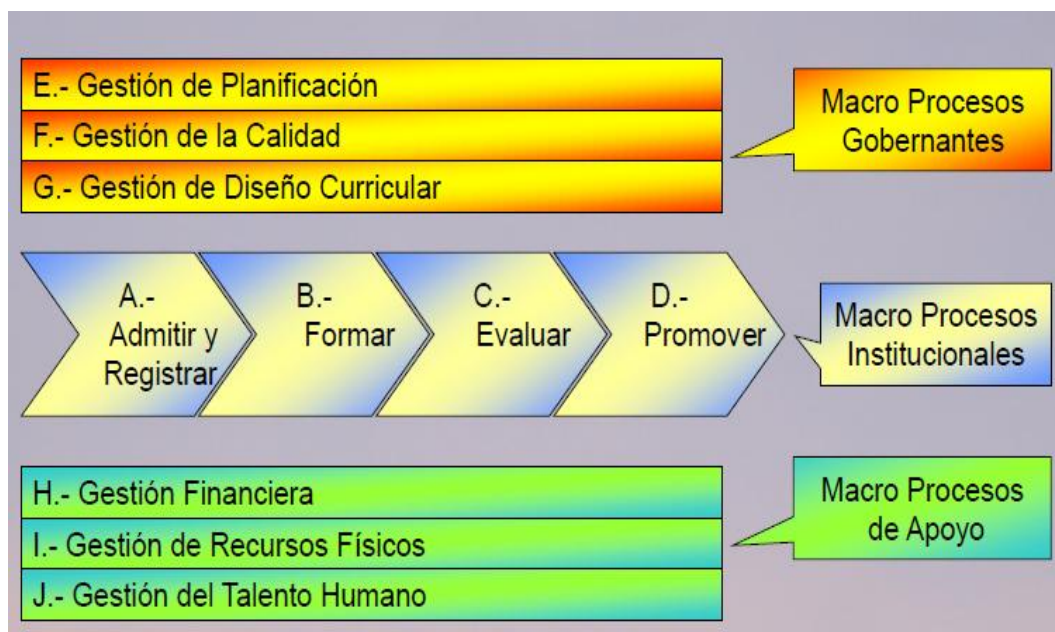 E.- Gestión de Planificación
F.- Gestión de la Calidad
G.- Gestión de Diseño Curricular
Macro Procesos
Gobernantes
A.-
Admitir y
Registrar
B.-
Formar
C.-
Evaluar
D.-
Promover
Macro Procesos
Institucionales
H.- Gestión Financiera
I.- Gestión de Recursos Físicos
J.- Gestión del Talento Humano
Macro Procesos
de Apoyo